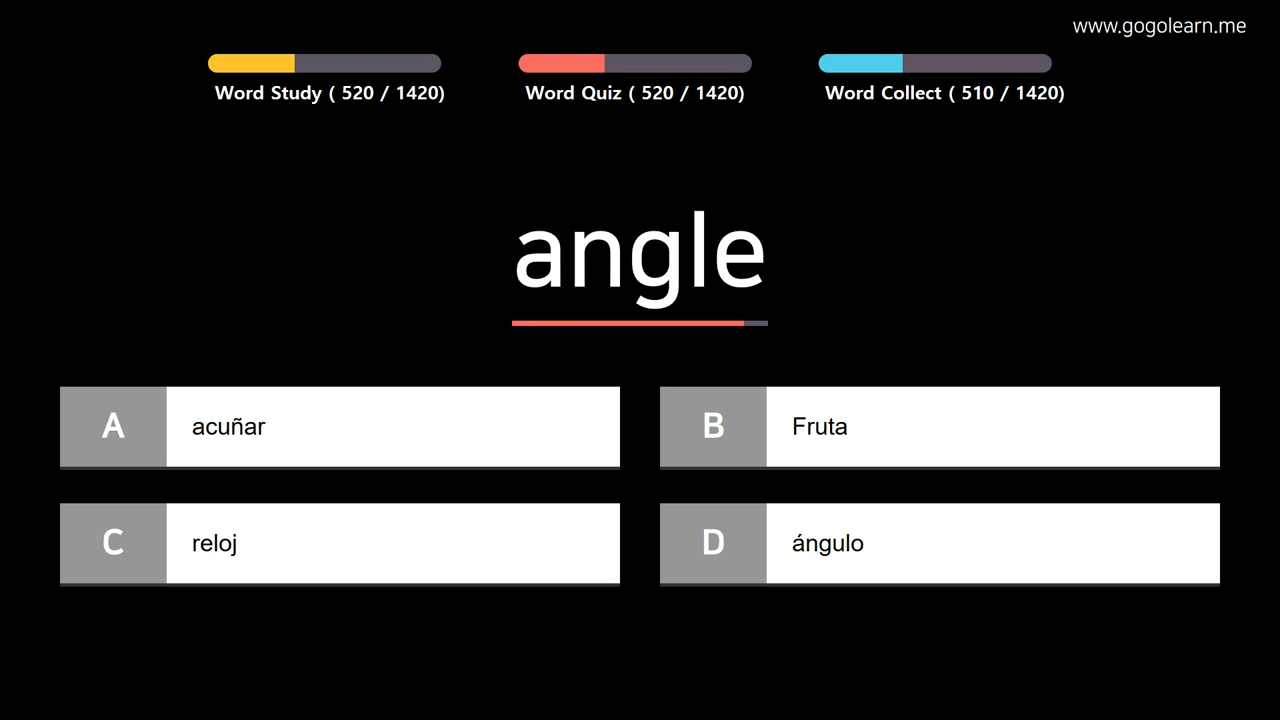 www.gogolearn.me
Word Study ( 520 / 1420)
Word Quiz ( 520 / 1420)
Word Collect ( 510 / 1420)
angle
A acuñar
B Fruta
C reloj
D ángulo